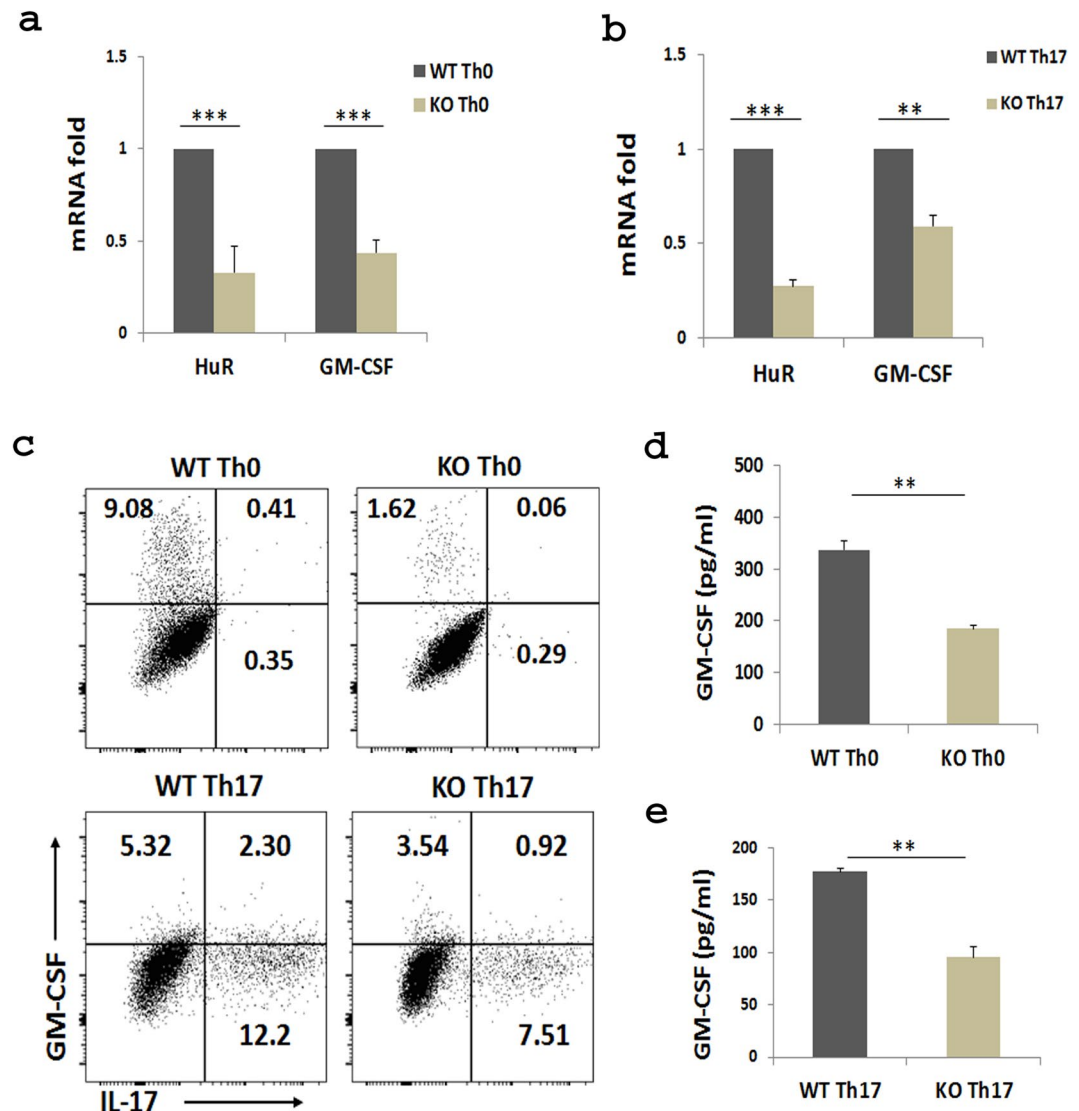 a
1.5
1
0.5
0
mRNA fold
***
***
WT Th0
KO Th0
HuR
GM-CSF
b
1.5
1
0.5
0
mRNA fold
***
**
WT Th17
KO Th17
HuR
GM-CSF
c
WT Th0
9.08
0.41
0.35
KO Th0
1.62
0.06
0.29
WT Th17
5.32
2.30
12.2
KO Th17
3.54
0.92
7.51
GM-CSF
IL-17
d
500
400
300
200
100
0
GM-CSF (pg/ml)
**
WT Th0
KO Th0
e
200
150
100
50
0
GM-CSF (pg/ml)
**
WT Th17
KO Th17